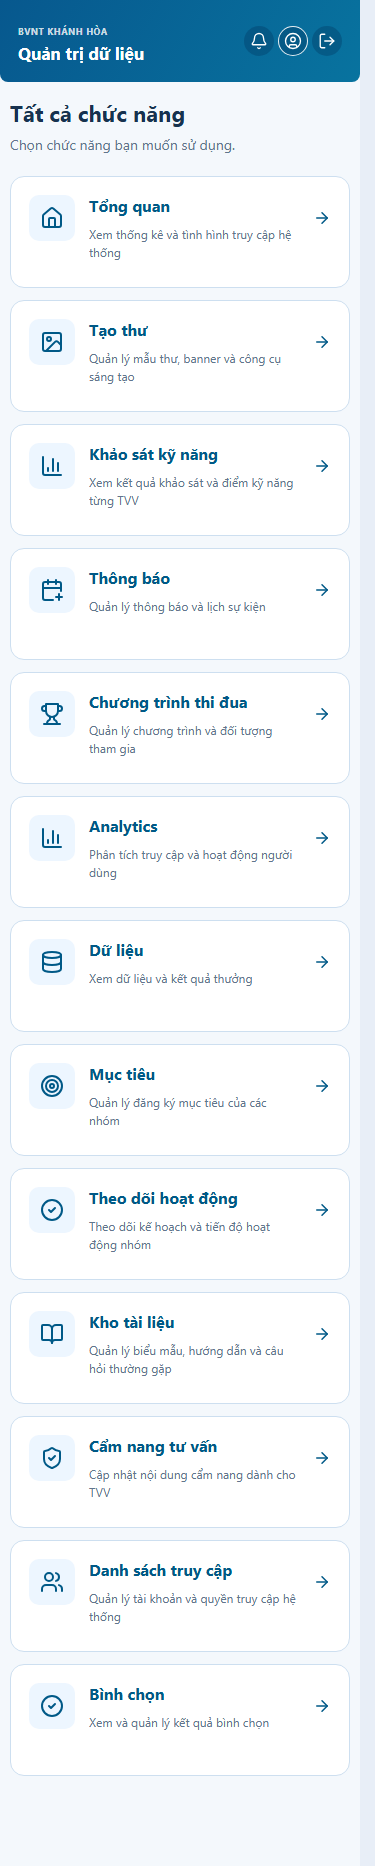 BVNT KHÁNH HÒA
Quản trị dữ liệu
Tất cả chức năng
Chọn chức năng bạn muốn sử dụng.
Tổng quan
Xem thống kê và tình hình truy cập hệ
thống
Tạo thư
Quản lý mẫu thư, banner và công cụ
sáng tạo
Khảo sát kỹ năng
Xem kết quả khảo sát và điểm kỹ năng
từng TVV
Thông báo
Quản lý thông báo và lịch sự kiện
Chương trình thi đua
Quản lý chương trình và đối tượng
tham gia
Analytics
Phân tích truy cập và hoạt động người
dùng
Dữ liệu
Xem dữ liệu và kết quả thưởng
Mục tiêu
Quản lý đăng ký mục tiêu của các
nhóm
Theo dõi hoạt động
Theo dõi kế hoạch và tiến độ hoạt
động nhóm
Kho tài liệu
Quản lý biểu mẫu, hướng dẫn và câu
hỏi thường gặp
Cẩm nang tư vấn
Cập nhật nội dung cẩm nang dành cho
TVV
Danh sách truy cập
Quản lý tài khoản và quyền truy cập hệ
thống
Bình chọn
Xem và quản lý kết quả bình chọn